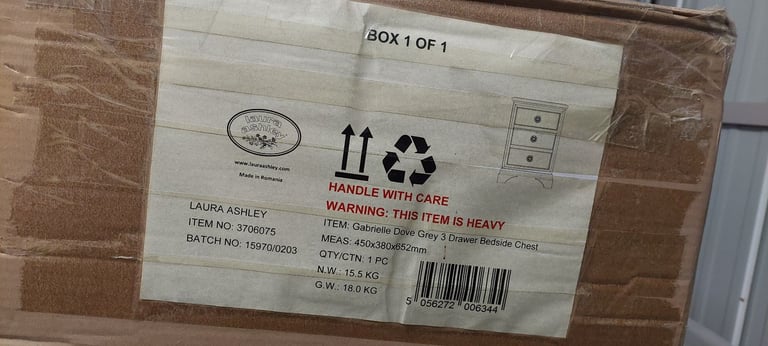 BOX 1 OF 1
laura
ashley
www.lauraashley.com
Made in Romania
HANDLE WITH CARE
WARNING: THIS ITEM IS HEAVY
LAURA ASHLEY
ITEM NO: 3706075
BATCH NO: 15970/0203
ITEM: Gabrielle Dove Grey 3 Drawer Bedside Chest
MEAS: 450x380x652mm
QTY/CTN: 1 PC
N.W.: 15.5 KG
G.W.: 18.0 KG
5 056272 006344